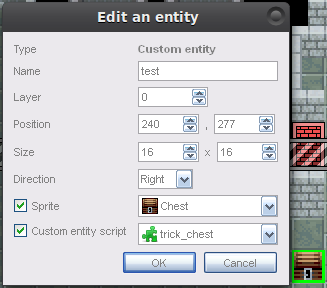 Edit an entity
Type Custom entity
Name test
Layer 0
Position 240 , 277
Size 16 x 16
Direction Right
Sprite Chest
Custom entity script trick_chest
OK Cancel